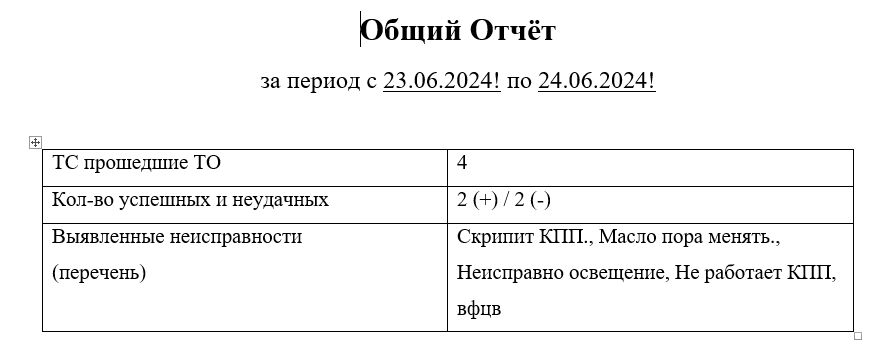 Общий Отчёт
за период с 23.06.2024! по 24.06.2024!
ТС прошедшие ТО 4
Кол-во успешных и неудачных 2 (+) / 2 (-)
Выявленные неисправности
(перечень)
Скрипит КПП., Масло пора менять.,
Неисправно освещение, Не работает КПП,
вфцв